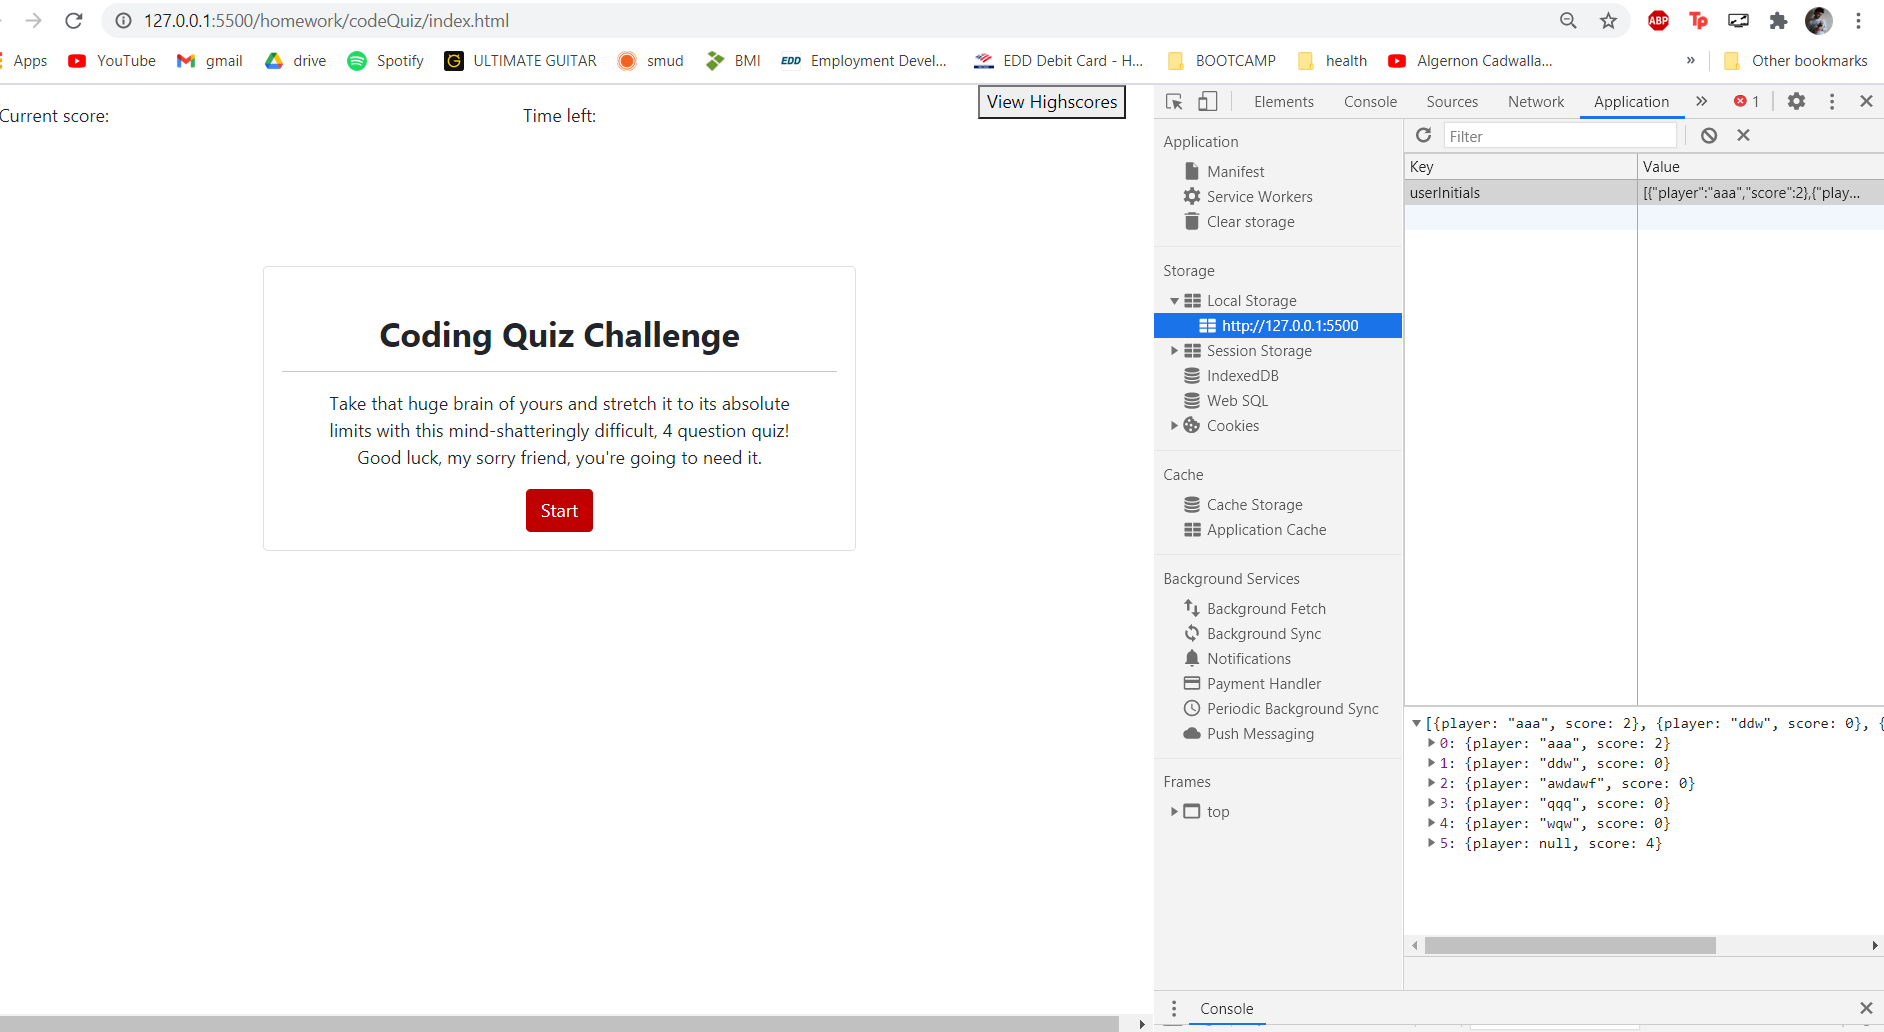 127.0.0.1:5500/homework/codeQuiz/index.html
ABP
Tp
Apps YouTube gmail drive Spotify ULTIMATE GUITAR smud BMI EDD Employment Devel... EDD Debit Card - H... BOOTCAMP health Algernon Cadwalla... » Other bookmarks
Current score:
Time left:
View Highscores
Coding Quiz Challenge
Take that huge brain of yours and stretch it to its absolute
limits with this mind-shatteringly difficult, 4 question quiz!
Good luck, my sorry friend, you're going to need it.
Start
Elements Console Sources Network Application » 1
Application
Manifest
Service Workers
Clear storage
Storage
Local Storage
http://127.0.0.1:5500
Session Storage
IndexedDB
Web SQL
Cookies
Cache
Cache Storage
Application Cache
Background Services
Background Fetch
Background Sync
Notifications
Payment Handler
Periodic Background Sync
Push Messaging
Frames
top
Filter
Key Value
userInitials [{"player":"aaa","score":2},{"play...
[{player: "aaa", score: 2}, {player: "ddw", score: 0}, {
0: {player: "aaa", score: 2}
1: {player: "ddw", score: 0}
2: {player: "awdawf", score: 0}
3: {player: "qqq", score: 0}
4: {player: "wqw", score: 0}
5: {player: null, score: 4}
Console